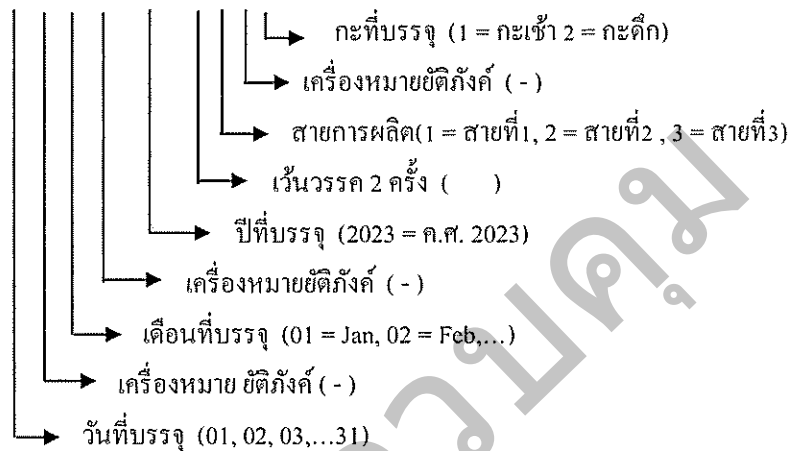 กะที่บรรจุ (1 = กะเช้า 2 = กะดึก)
เครื่องหมายยัติภังค์ ( - )
สายการผลิต(1 = สายที่1, 2 = สายที่2 , 3 = สายที่3)
เว้นวรรค 2 ครั้ง ( )
ปีที่บรรจุ (2023 = ค.ศ. 2023)
เครื่องหมายยัติภังค์ ( - )
เดือนที่บรรจุ (01 = Jan, 02 = Feb,...)
เครื่องหมาย ยัติภังค์ ( - )
วันที่บรรจุ (01, 02, 03,...31)